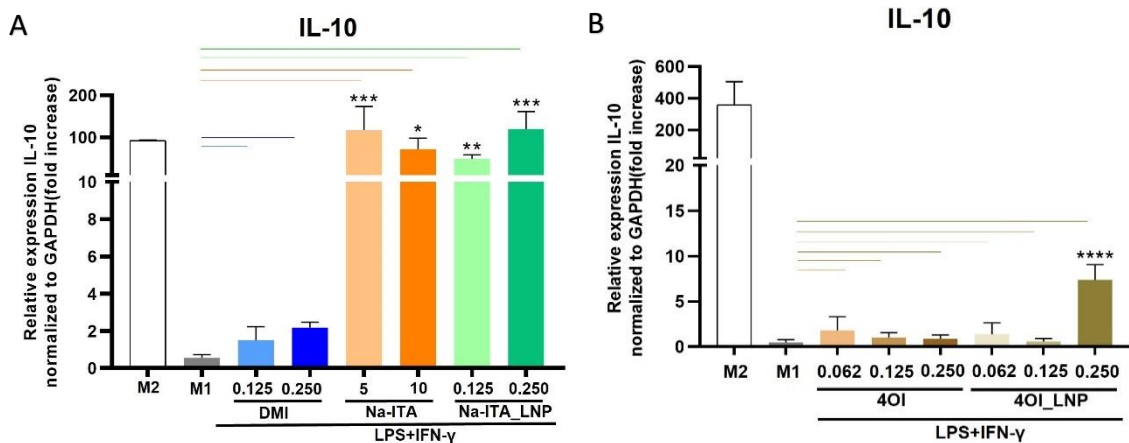 A
IL-10
Relative expression IL-10
normalized to GAPDH(fold increase)
200
100
10
8
6
4
2
0
***
*
**
***
M2
M1
0.125
0.250
5
10
0.125
0.250
DMI
Na-ITA
Na-ITA_LNP
LPS+IFN-γ
B
IL-10
Relative expression IL-10
normalized to GAPDH(fold increase)
600
400
200
20
15
10
5
0
****
M2
M1
0.062
0.125
0.250
0.062
0.125
0.250
4OI
4OI_LNP
LPS+IFN-γ